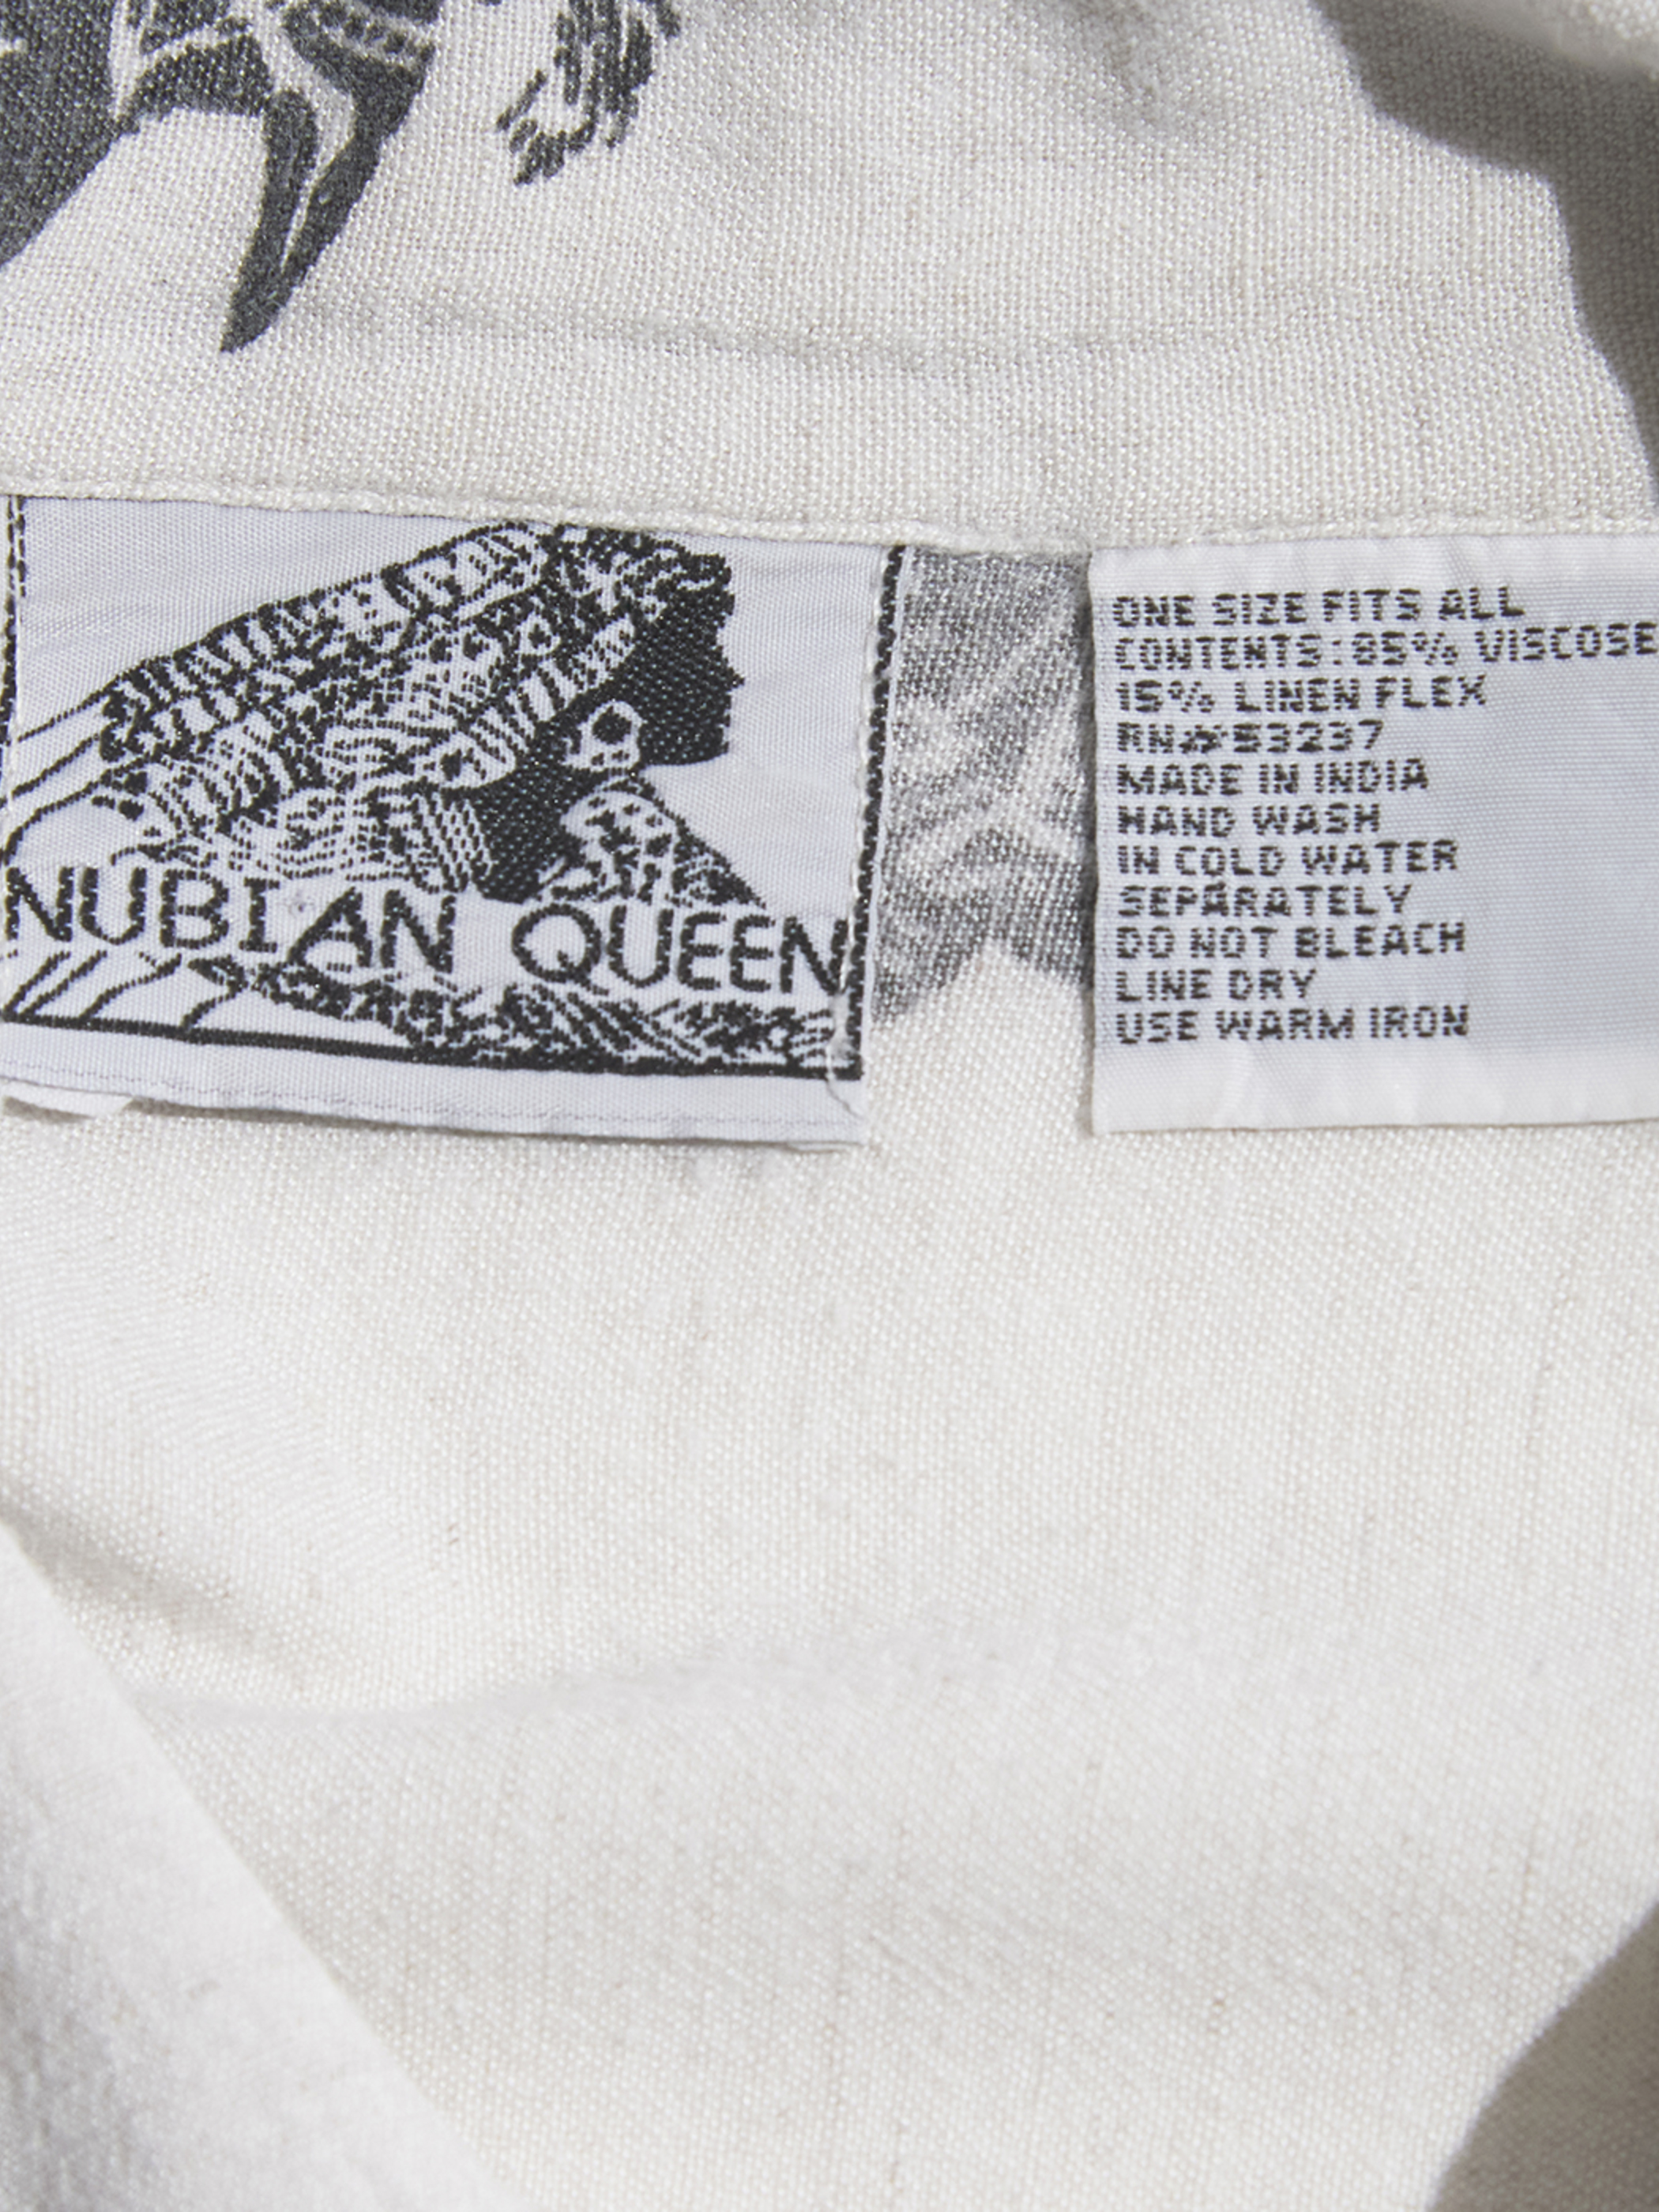 NUBIAN QUEEN
ONE SIZE FITS ALL
CONTENTS:85% VISCOSE
15% LINEN FLEX
RN#53237
MADE IN INDIA
HAND WASH
IN COLD WATER
SEPARATELY
DO NOT BLEACH
LINE DRY
USE WARM IRON